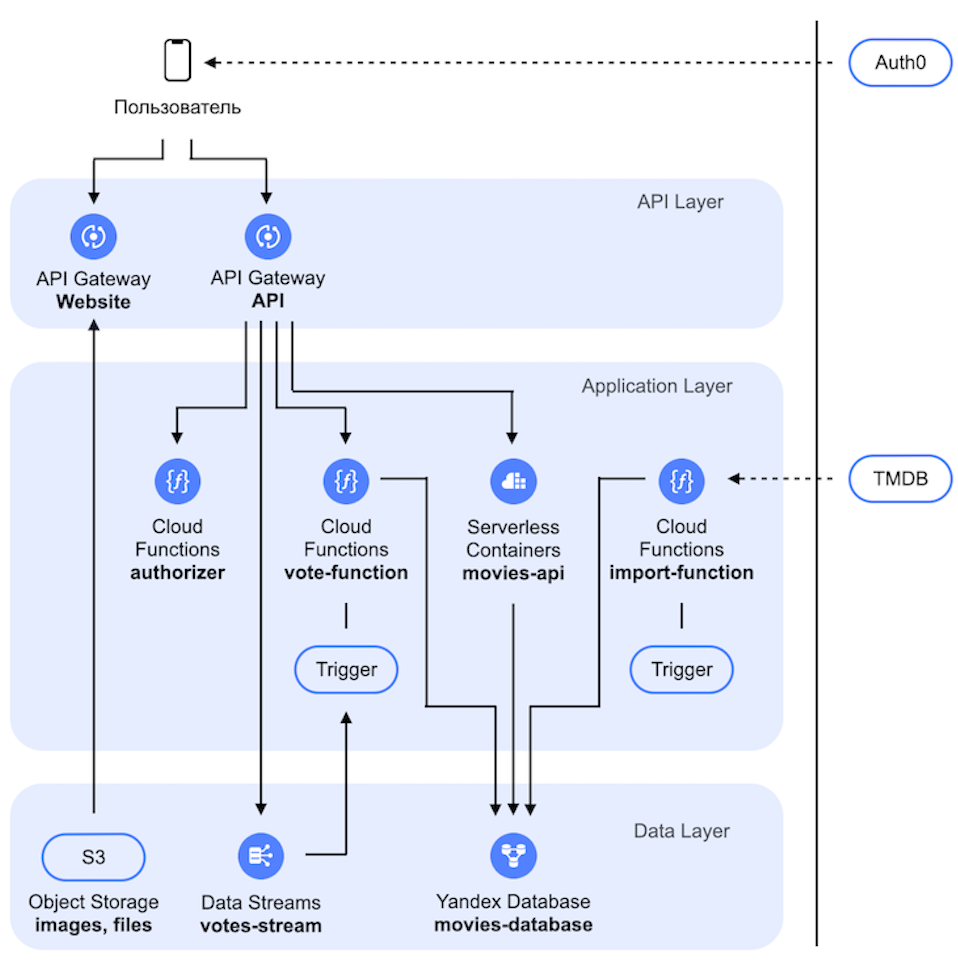 Auth0
Пользователь
API Layer
API Gateway
Website
API Gateway
API
Application Layer
TMDB
Cloud
Functions
authorizer
Cloud
Functions
vote-function
Serverless
Containers
movies-api
Cloud
Functions
import-function
Trigger
Trigger
Data Layer
S3
Object Storage
images, files
Data Streams
votes-stream
Yandex Database
movies-database